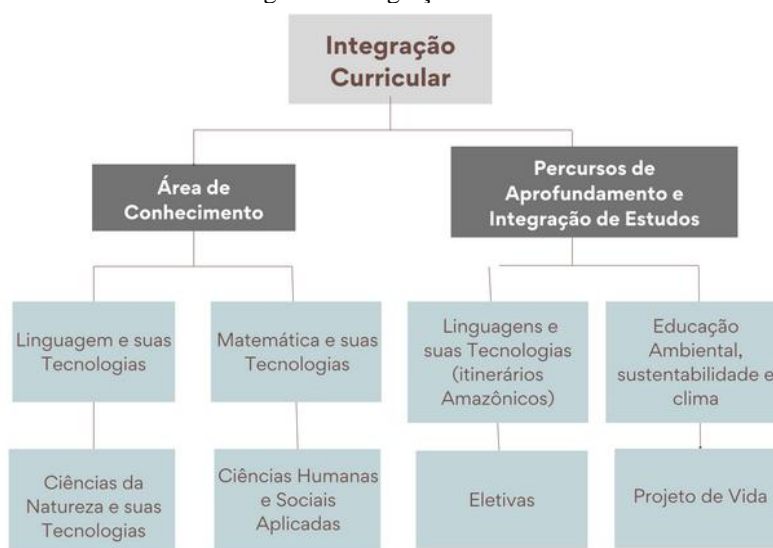 Integração
Curricular
Área de
Conhecimento
Percursos de
Aprofundamento e
Integração de Estudos
Linguagem e suas
Tecnologias
Matemática e suas
Tecnologias
Linguagens e
suas Tecnologias
(itinerários
Amazônicos)
Educação
Ambiental,
sustentabilidade e
clima
Ciências da
Natureza e suas
Tecnologias
Ciências Humanas
e Sociais
Aplicadas
Eletivas
Projeto de Vida